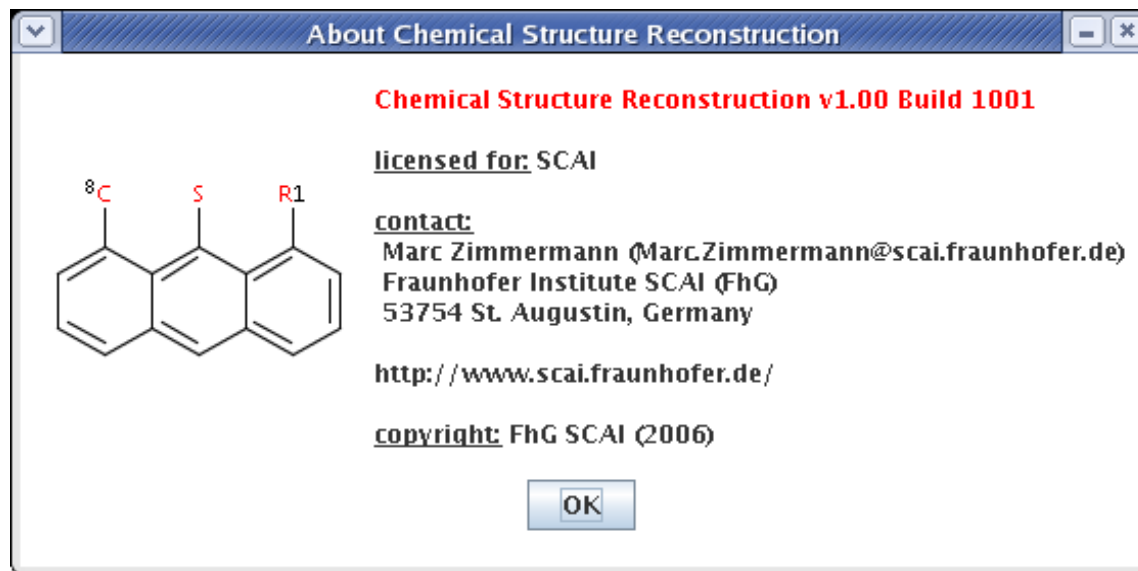 About Chemical Structure Reconstruction
Chemical Structure Reconstruction v1.00 Build 1001
licensed for: SCAI
8C S R1
contact:
Marc Zimmermann (Marc.Zimmermann@scai.fraunhofer.de)
Fraunhofer Institute SCAI (FhG)
53754 St. Augustin, Germany
http://www.scai.fraunhofer.de/
copyright: FhG SCAI (2006)
OK